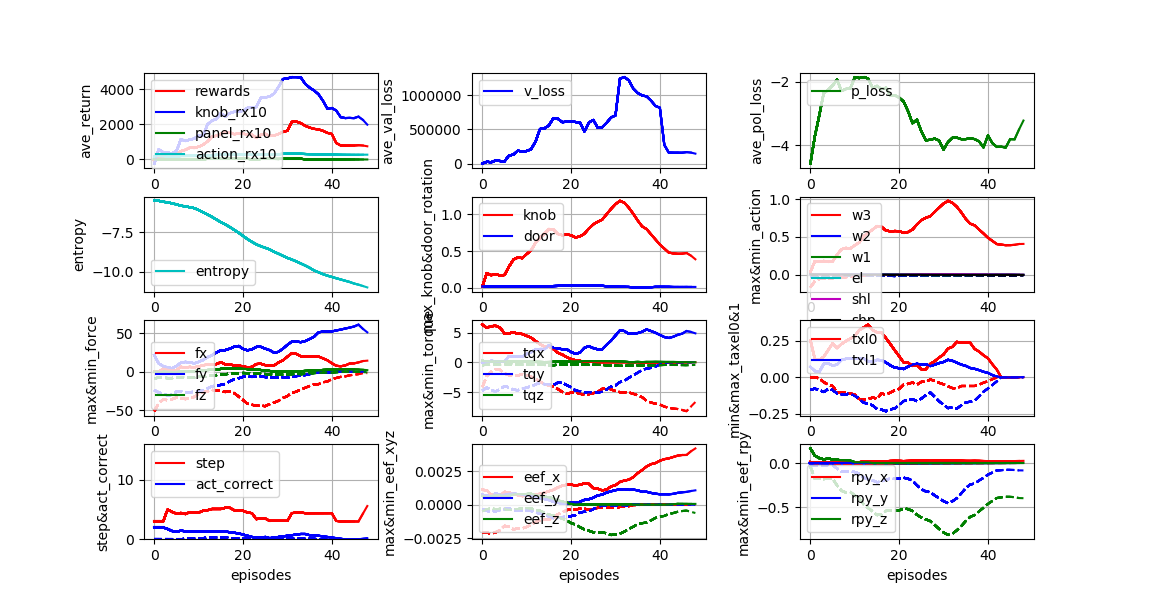 ave_return
4000
2000
0
rewards
knob_rx10
panel_rx10
action_rx10
0
20
40
ave_val_loss
1000000
500000
0
v_loss
0
20
40
ave_pol_loss
−2
−4
p_loss
0
20
40
entropy
−7.5
−10.0
entropy
0
20
40
max_knob&door_rotation
1.0
0.5
0.0
knob
door
0
20
40
max&min_action
1.0
0.0
w3
w2
w1
el
shl
shp
0
20
40
max&min_force
50
0
−50
fx
fy
fz
0
20
40
max&min_torque
5
0
−5
tqx
tqy
tqz
0
20
40
min&max_taxel0&1
0.25
0.00
−0.25
txl0
txl1
0
20
40
step&act_correct
10
0
step
act_correct
0
20
40
episodes
max&min_eef_xyz
0.0025
0.0000
−0.0025
eef_x
eef_y
eef_z
0
20
40
episodes
max&min_eef_rpy
0.0
−0.5
rpy_x
rpy_y
rpy_z
0
20
40
episodes